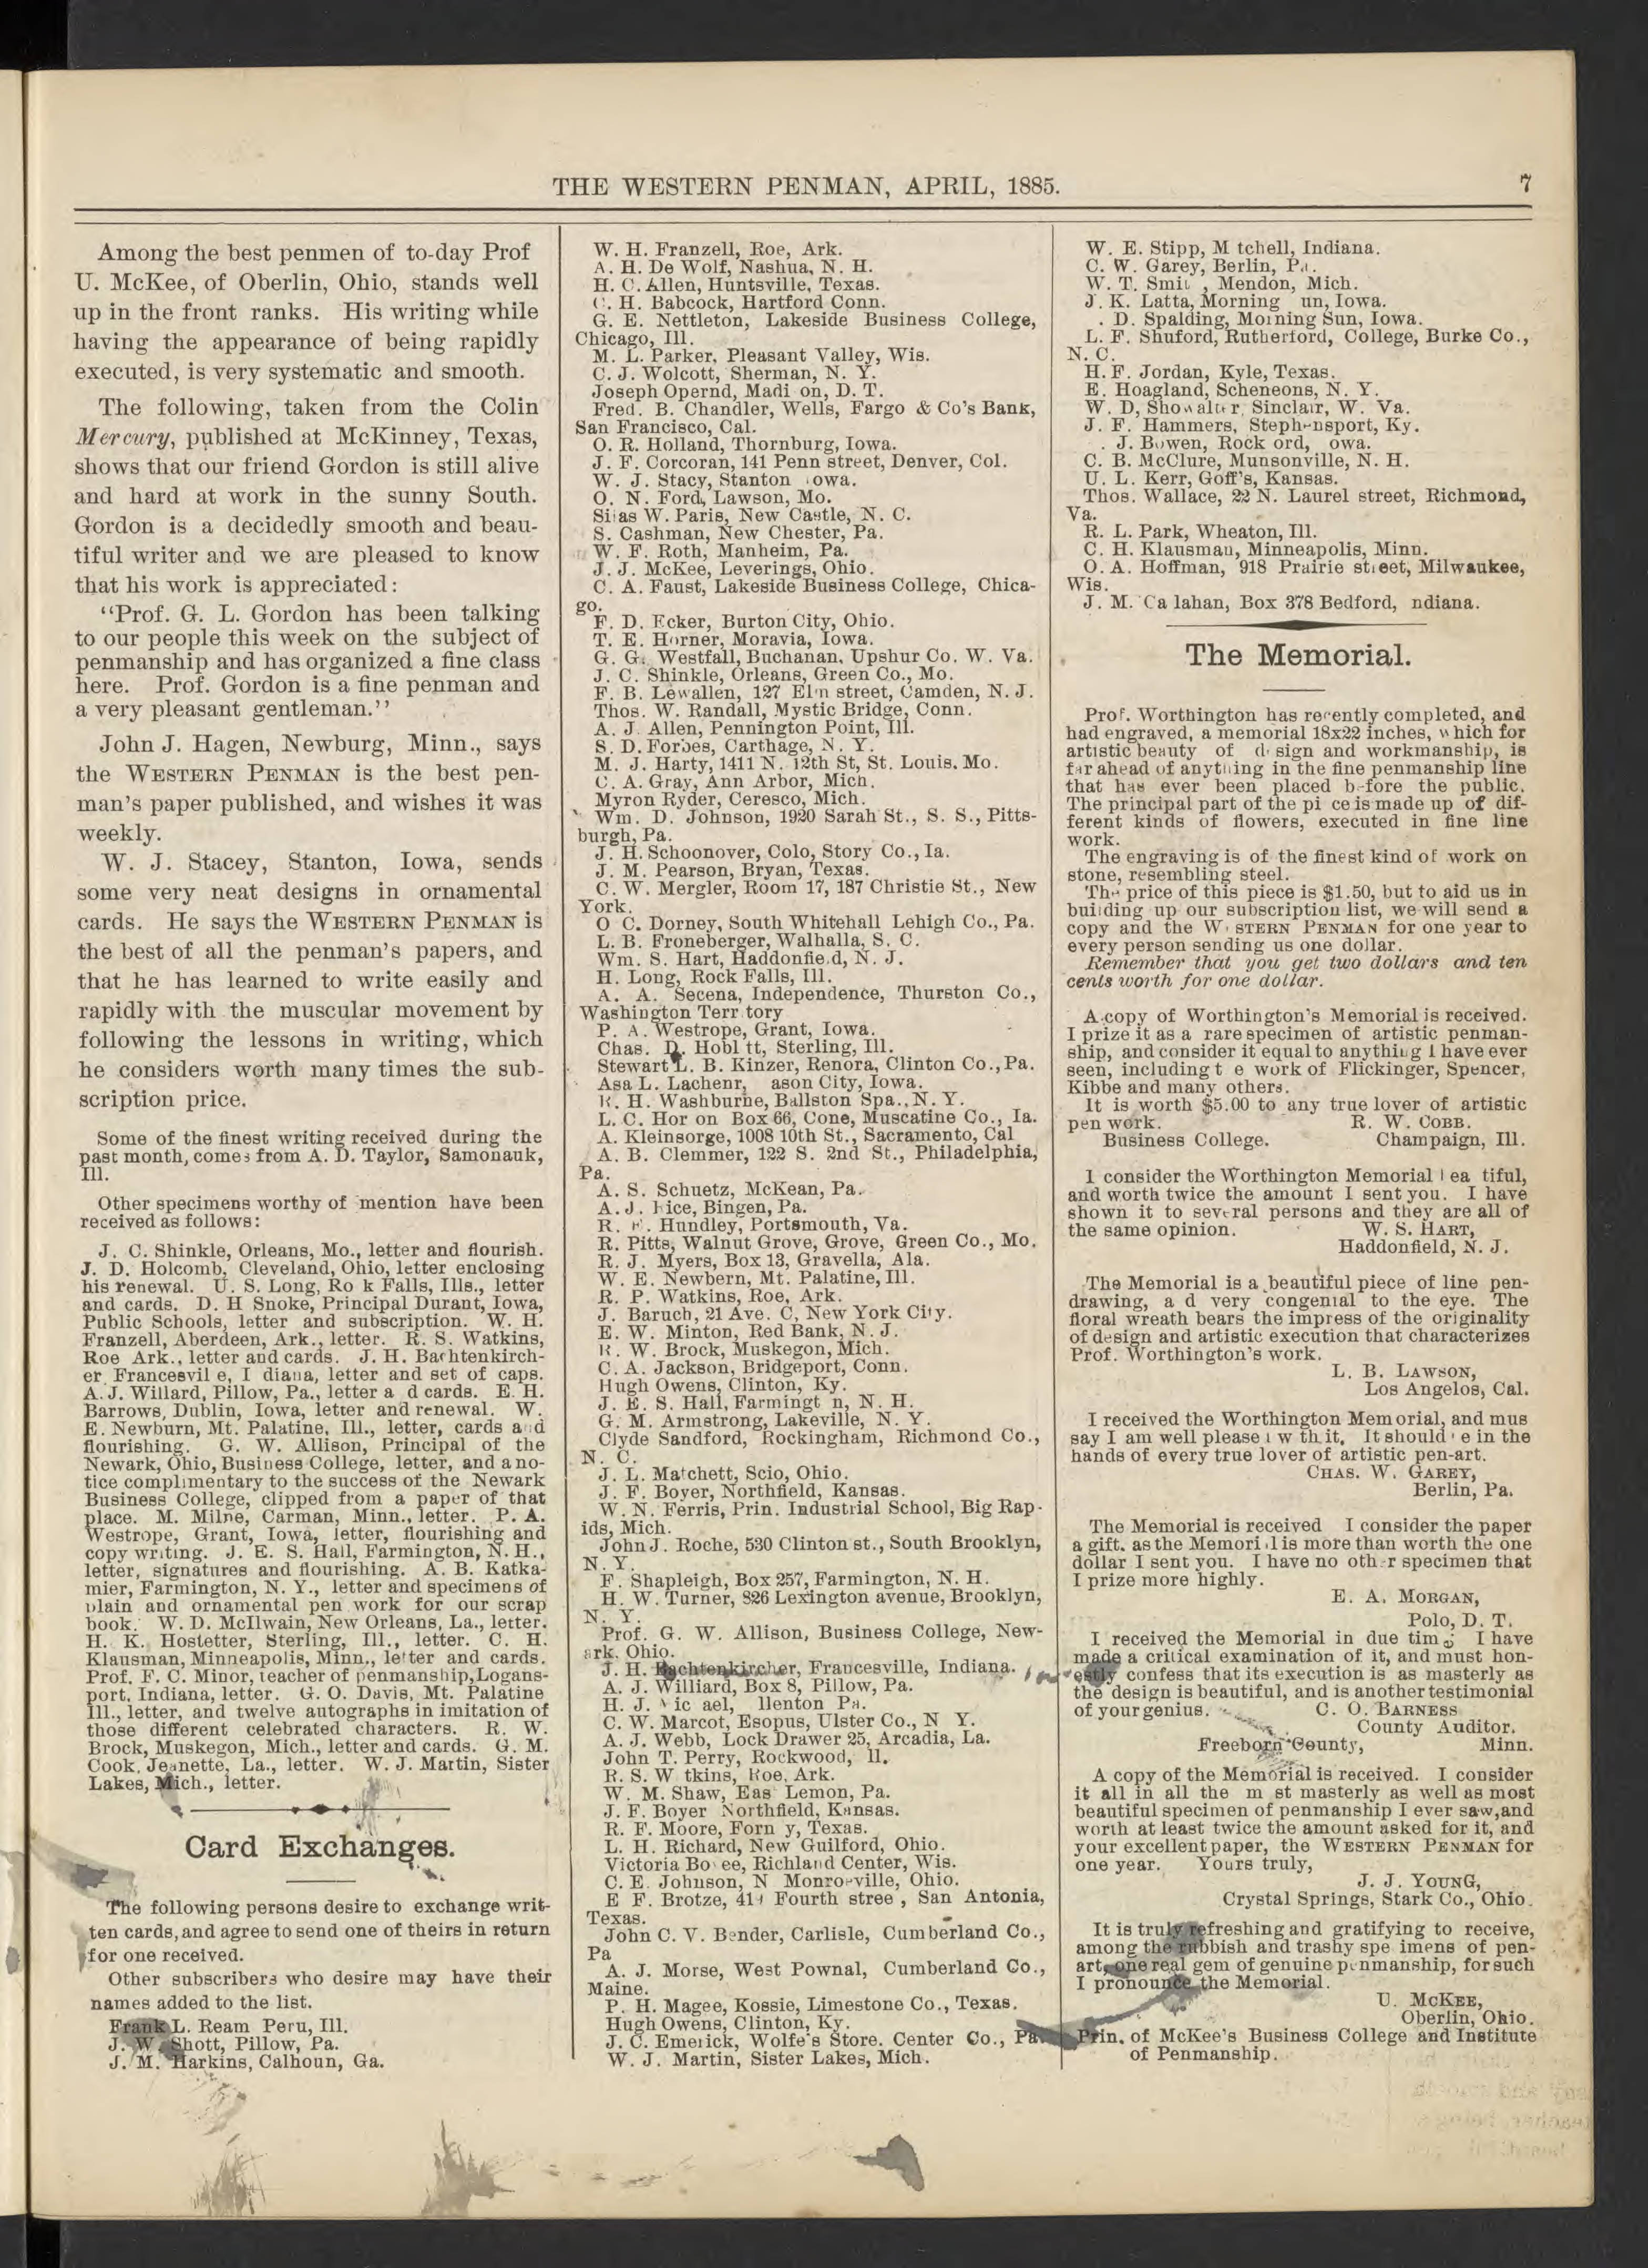 THE WESTERN PENMAN, APRIL, 1885.
7
Among the best penmen of to-day Prof
U. McKee, of Oberlin, Ohio, stands well
up in the front ranks. His writing while
having the appearance of being rapidly
executed, is very systematic and smooth.
The following, taken from the Colin
Mercury, published at McKinney, Texas,
shows that our friend Gordon is still alive
and hard at work in the sunny South.
Gordon is a decidedly smooth and beau-
tiful writer and we are pleased to know
that his work is appreciated:
"Prof. G. L. Gordon has been talking
to our people this week on the subject of
penmanship and has organized a fine class
here. Prof. Gordon is a fine penman and
a very pleasant gentleman."
John J. Hagen, Newburg, Minn., says
the WESTERN PENMAN is the best pen-
man's paper published, and wishes it was
weekly.
W. J. Stacey, Stanton, Iowa, sends
some very neat designs in ornamental
cards. He says the WESTERN PENMAN is
the best of all the penman's papers, and
that he has learned to write easily and
rapidly with the muscular movement by
following the lessons in writing, which
he considers worth many times the sub-
scription price.
Some of the finest writing received during the
past month, comes from A. D. Taylor, Samonauk,
Ill.
Other specimens worthy of mention have been
received as follows:
J. C. Shinkle, Orleans, Mo., letter and flourish.
J. D. Holcomb, Cleveland, Ohio, letter enclosing
his renewal. U. S. Long, Ro k Falls, Ills., letter
and cards. D. H Snoke, Principal Durant, Iowa,
Public Schools, letter and subscription. W. H.
Franzell, Aberdeen, Ark., letter. R. S. Watkins,
Roe Ark., letter and cards. J. H. Bachtenkirch-
er Francesvil e, I diana, letter and set of caps.
A. J. Willard, Pillow, Pa., letter a d cards. E. H.
Barrows, Dublin, Iowa, letter and renewal. W.
E. Newburn, Mt. Palatine, Ill., letter, cards a d
flourishing. G. W. Allison, Principal of the
Newark, Ohio, Business College, letter, and a no-
tice complimentary to the success of the Newark
Business College, clipped from a paper of that
place. M. Milne, Carman, Minn., letter. P. A.
Westrope, Grant, Iowa, letter, flourishing and
copy writing. J. E. S. Hall, Farmington, N. H.,
letter, signatures and flourishing. A. B. Katka-
mier, Farmington, N. Y., letter and specimens of
plain and ornamental pen work for our scrap
book. W. D. McIlwain, New Orleans, La., letter.
H. K. Hostetter, Sterling, Ill., letter. C. H.
Klausman, Minneapolis, Minn., letter and cards.
Prof. F. C. Minor, teacher of penmanship, Logans-
port, Indiana, letter. G. O. Davis, Mt. Palatine
Ill., letter, and twelve autographs in imitation of
those different celebrated characters. R. W.
Brock, Muskegon, Mich., letter and cards. G. M.
Cook, Jeanette, La., letter. W. J. Martin, Sister
Lakes, Mich., letter.
Card Exchanges.
The following persons desire to exchange writ-
ten cards, and agree to send one of theirs in return
for one received.
Other subscribers who desire may have their
names added to the list.
Frank L. Ream Peru, Ill.
J. W. Shott, Pillow, Pa.
J. M. Harkins, Calhoun, Ga.
W. H. Franzell, Roe, Ark.
A. H. De Wolf, Nashua, N. H.
H. C. Allen, Huntsville, Texas.
C. H. Babcock, Hartford Conn.
G. E. Nettleton, Lakeside Business College,
Chicago, Ill.
M. L. Parker, Pleasant Valley, Wis.
C. J. Wolcott, Sherman, N. Y.
Joseph Opernd, Madi on, D. T.
Fred. B. Chandler, Wells, Fargo & Co's Bank,
San Francisco, Cal.
O. R. Holland, Thornburg, Iowa.
J. F. Corcoran, 141 Penn street, Denver, Col.
W. J. Stacy, Stanton owa.
O. N. Ford, Lawson, Mo.
Silas W. Paris, New Castle, N. C.
S. Cashman, New Chester, Pa.
W. F. Roth, Manheim, Pa.
J. J. McKee, Leverings, Ohio.
C. A. Faust, Lakeside Business College, Chica-
go.
F. D. Ecker, Burton City, Ohio.
T. E. Horner, Moravia, Iowa.
G. G. Westfall, Buchanan, Upshur Co. W. Va.
J. C. Shinkle, Orleans, Green Co., Mo.
F. B. Lewallen, 127 Elm street, Camden, N. J.
Thos. W. Randall, Mystic Bridge, Conn.
A. J Allen, Pennington Point, Ill.
S. D. Forbes, Carthage, N. Y.
M. J. Harty, 1411 N. 12th St, St. Louis. Mo.
C. A. Gray, Ann Arbor, Mich.
Myron Ryder, Ceresco, Mich.
Wm. D. Johnson, 1920 Sarah St., S. S., Pitts-
burgh, Pa.
J. H. Schoonover, Colo, Story Co., Ia.
J. M. Pearson, Bryan, Texas.
C. W. Mergler, Room 17, 187 Christie St., New
York.
O C. Dorney, South Whitehall Lehigh Co., Pa.
L. B. Froneberger, Walhalla, S. C.
Wm. S. Hart, Haddonfie d, N. J.
H. Long, Rock Falls, Ill.
A. A. Secena, Independence, Thurston Co.,
Washington Terr tory
P. A. Westrope, Grant, Iowa.
Chas. D. Hobl tt, Sterling, Ill.
Stewart L. B. Kinzer, Renora, Clinton Co., Pa.
Asa L. Lachenr, ason City, Iowa.
R. H. Washburne, Ballston Spa., N. Y.
L. C. Hor on Box 66, Cone, Muscatine Co., Ia.
A. Kleinsorge, 1008 10th St., Sacramento, Cal
A. B. Clemmer, 122 S. 2nd St., Philadelphia,
Pa.
A. S. Schuetz, McKean, Pa.
A. J. ice, Bingen, Pa.
R. F. Hundley, Portsmouth, Va.
R. Pitts, Walnut Grove, Grove, Green Co., Mo.
R. J. Myers, Box 13, Gravella, Ala.
W. E. Newbern, Mt. Palatine, Ill.
R. P. Watkins, Roe, Ark.
J. Baruch, 21 Ave. C, New York City.
E. W. Minton, Red Bank, N. J.
R. W. Brock, Muskegon, Mich.
C. A. Jackson, Bridgeport, Conn.
Hugh Owens, Clinton, Ky.
J. E. S. Hall, Farmingt n, N. H.
G. M. Armstrong, Lakeville, N. Y.
Clyde Sandford, Rockingham, Richmond Co.,
N. C.
J. L. Matchett, Scio, Ohio.
J. F. Boyer, Northfield, Kansas.
W. N. Ferris, Prin. Industrial School, Big Rap-
ids, Mich.
John J. Roche, 530 Clinton st., South Brooklyn,
N. Y.
F. Shapleigh, Box 257, Farmington, N. H.
H. W. Turner, 826 Lexington avenue, Brooklyn,
N. Y.
Prof. G. W. Allison, Business College, New-
ark, Ohio.
J. H. Bachtenkircher, Francesville, Indiana.
A. J. Williard, Box 8, Pillow, Pa.
H. J. ic ael, llenton Pa.
C. W. Marcot, Esopus, Ulster Co., N Y.
A. J. Webb, Lock Drawer 25, Arcadia, La.
John T. Perry, Rockwood, ll.
R. S. W tkins, Roe, Ark.
W. M. Shaw, Eas Lemon, Pa.
J. F. Boyer Northfield, Kansas.
R. F. Moore, Forn y, Texas.
L. H. Richard, New Guilford, Ohio.
Victoria Bo ee, Richland Center, Wis.
C. E. Johnson, N Monroeville, Ohio.
E F. Brotze, Fourth stree , San Antonia,
Texas.
John C. V. Bender, Carlisle, Cumberland Co.,
Pa
A. J. Morse, West Pownal, Cumberland Co.,
Maine.
P. H. Magee, Kossie, Limestone Co., Texas.
Hugh Owens, Clinton, Ky.
J. C. Emerick, Wolfe's Store. Center Co., Pa.
W. J. Martin, Sister Lakes, Mich.
W. E. Stipp, M tchell, Indiana.
C. W. Garey, Berlin, Pa.
W. T. Smit , Mendon, Mich.
J. K. Latta, Morning un, Iowa.
. D. Spalding, Morning Sun, Iowa.
L. F. Shuford, Rutherford, College, Burke Co.,
N. C.
H. F. Jordan, Kyle, Texas.
E. Hoagland, Scheneons, N. Y.
W. D, Showalter, Sinclair, W. Va.
J. F. Hammers, Stephensport, Ky.
. J. Bowen, Rock ord, owa.
C. B. McClure, Munsonville, N. H.
U. L. Kerr, Goff's, Kansas.
Thos. Wallace, 22 N. Laurel street, Richmond,
Va.
R. L. Park, Wheaton, Ill.
C. H. Klausman, Minneapolis, Minn.
O. A. Hoffman, 918 Prairie street, Milwaukee,
Wis.
J. M. Ca lahan, Box 378 Bedford, ndiana.
The Memorial.
Prof. Worthington has recently completed, and
had engraved, a memorial 18x22 inches, which for
artistic beauty of d sign and workmanship, is
far ahead of anything in the fine penmanship line
that has ever been placed before the public.
The principal part of the pi ce is made up of dif-
ferent kinds of flowers, executed in fine line
work.
The engraving is of the finest kind of work on
stone, resembling steel.
The price of this piece is $1.50, but to aid us in
building up our subscription list, we will send a
copy and the W STERN PENMAN for one year to
every person sending us one dollar.
Remember that you get two dollars and ten
cents worth for one dollar.
A copy of Worthington's Memorial is received.
I prize it as a rare specimen of artistic penman-
ship, and consider it equal to anything I have ever
seen, including t e work of Flickinger, Spencer,
Kibbe and many others.
It is worth $5.00 to any true lover of artistic
pen work. R. W. COBB.
Business College. Champaign, Ill.
I consider the Worthington Memorial ea tiful,
and worth twice the amount I sent you. I have
shown it to several persons and they are all of
the same opinion. W. S. HART,
Haddonfield, N. J.
The Memorial is a beautiful piece of line pen-
drawing, a d very congenial to the eye. The
floral wreath bears the impress of the originality
of design and artistic execution that characterizes
Prof. Worthington's work.
L. B. LAWSON,
Los Angelos, Cal.
I received the Worthington Memorial, and mus
say I am well please w th it, It should e in the
hands of every true lover of artistic pen-art.
CHAS. W. GAREY,
Berlin, Pa.
The Memorial is received I consider the paper
a gift, as the Memori l is more than worth the one
dollar I sent you. I have no other specimen that
I prize more highly.
E. A. MORGAN,
Polo, D. T.
I received the Memorial in due time; I have
made a critical examination of it, and must hon-
estly confess that its execution is as masterly as
the design is beautiful, and is another testimonial
of your genius. C. O. BARNESS
County Auditor.
Freeborn County, Minn.
A copy of the Memorial is received. I consider
it all in all the m st masterly as well as most
beautiful specimen of penmanship I ever saw, and
worth at least twice the amount asked for it, and
your excellent paper, the WESTERN PENMAN for
one year. Yours truly,
J. J. YOUNG,
Crystal Springs, Stark Co., Ohio.
It is truly refreshing and gratifying to receive,
among the rubbish and trashy spe imens of pen-
art, one real gem of genuine penmanship, for such
I pronounce the Memorial.
U. MCKEE,
Oberlin, Ohio.
Prin. of McKee's Business College and Institute
of Penmanship.